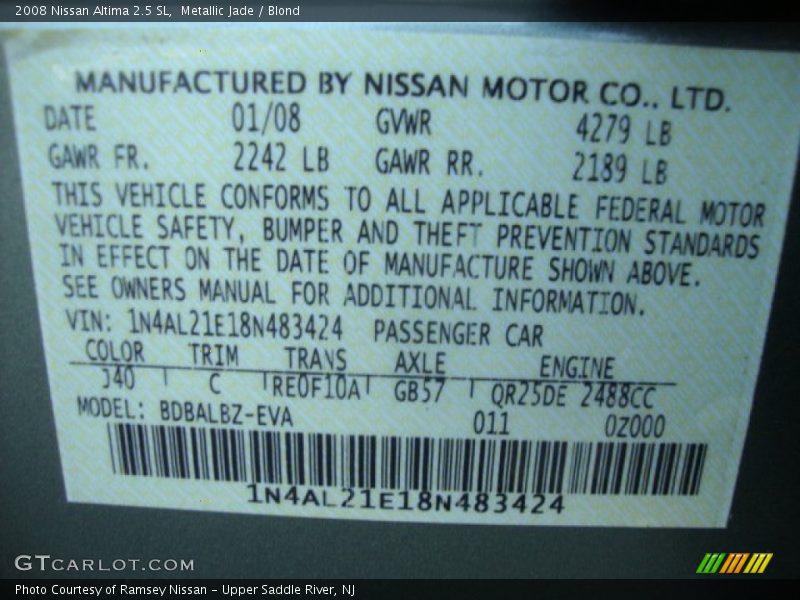 2008 Nissan Altima 2.5 SL,  Metallic Jade / Blond
MANUFACTURED BY NISSAN MOTOR CO., LTD.
DATE 01/08 GVWR 4279 LB
GAWR FR. 2242 LB GAWR RR. 2189 LB
THIS VEHICLE CONFORMS TO ALL APPLICABLE FEDERAL MOTOR
VEHICLE SAFETY, BUMPER AND THEFT PREVENTION STANDARDS
IN EFFECT ON THE DATE OF MANUFACTURE SHOWN ABOVE.
SEE OWNERS MANUAL FOR ADDITIONAL INFORMATION.
VIN: 1N4AL21E18N483424 PASSENGER CAR
COLOR TRIM TRANS AXLE ENGINE
J40 C RE0F10A GB57 QR25DE 2488CC
MODEL: BDBALBZ-EVA 011 0Z000
1N4AL21E18N483424
GTCARLOT.COM
Photo Courtesy of Ramsey Nissan - Upper Saddle River, NJ